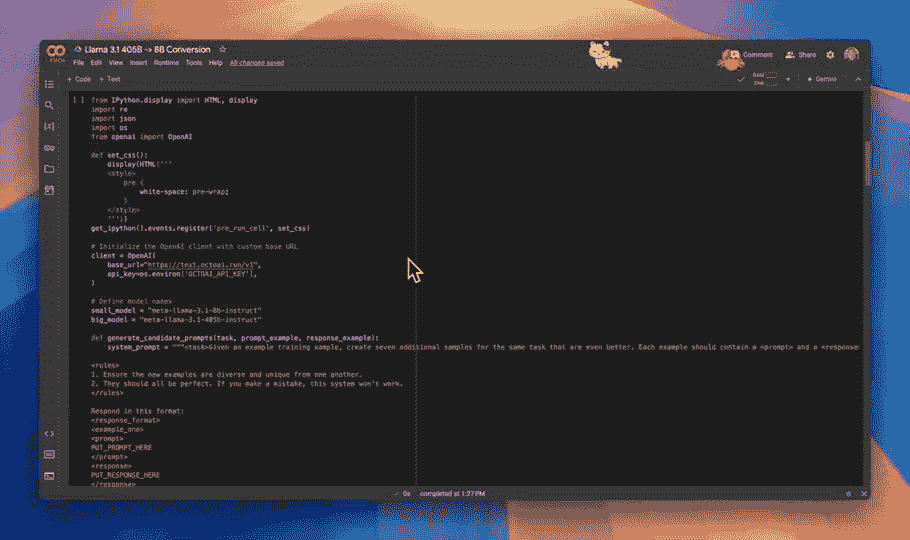 Llama 3.1 405B -> 8B Conversion
File Edit View Insert Runtime Tools Help All changes saved
Comment Share
+ Code + Text
RAM
Disk
Gemini
[ ] from IPython.display import HTML, display
import re
import json
import os
from openai import OpenAI
def set_css():
display(HTML('''
<style>
pre {
white-space: pre-wrap;
}
</style>
'''))
get_ipython().events.register('pre_run_cell', set_css)
# Initialize the OpenAI client with custom base URL
client = OpenAI(
base_url="https://text.octoai.run/v1",
api_key=os.environ['OCTOAI_API_KEY'],
)
# Define model names
small_model = "meta-llama-3.1-8b-instruct"
big_model = "meta-llama-3.1-405b-instruct"
def generate_candidate_prompts(task, prompt_example, response_example):
system_prompt = """<task>Given an example training sample, create seven additional samples for the same task that are even better. Each example should contain a <prompt> and a <response
<rules>
1. Ensure the new examples are diverse and unique from one another.
2. They should all be perfect. If you make a mistake, this system won't work.
</rules>
Respond in this format:
<response_format>
<example_one>
<prompt>
PUT_PROMPT_HERE
</prompt>
<response>
PUT_RESPONSE_HERE
</response>
0s completed at 1:27 PM